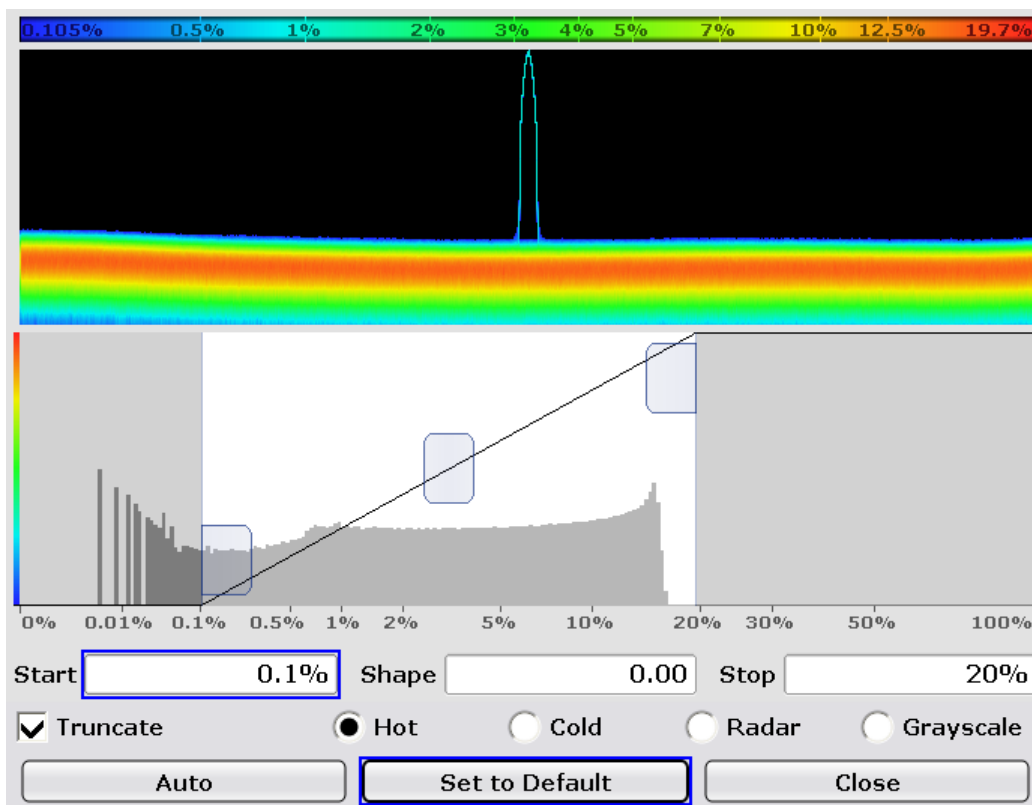 0.105% 0.5% 1% 2% 3% 4% 5% 7% 10% 12.5% 19.7%
0% 0.01% 0.1% 0.5% 1% 2% 5% 10% 20% 30% 50% 100%
Start 0.1% Shape 0.00 Stop 20%
Truncate Hot Cold Radar Grayscale
Auto Set to Default Close